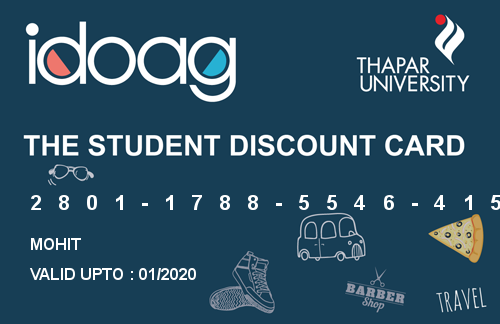 idoag
THAPAR
UNIVERSITY
THE STUDENT DISCOUNT CARD
2801-1788-5546-415
MOHIT
VALID UPTO : 01/2020
BARBER
Shop
TRAVEL